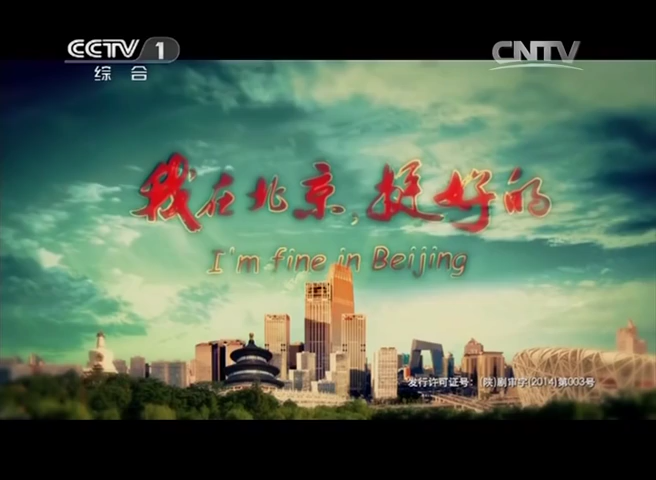 CCTV 1
综合
CNTV
我在北京,挺好的
I'm fine in Beijing
发行许可证号: (陕)剧审字(2014)第003号